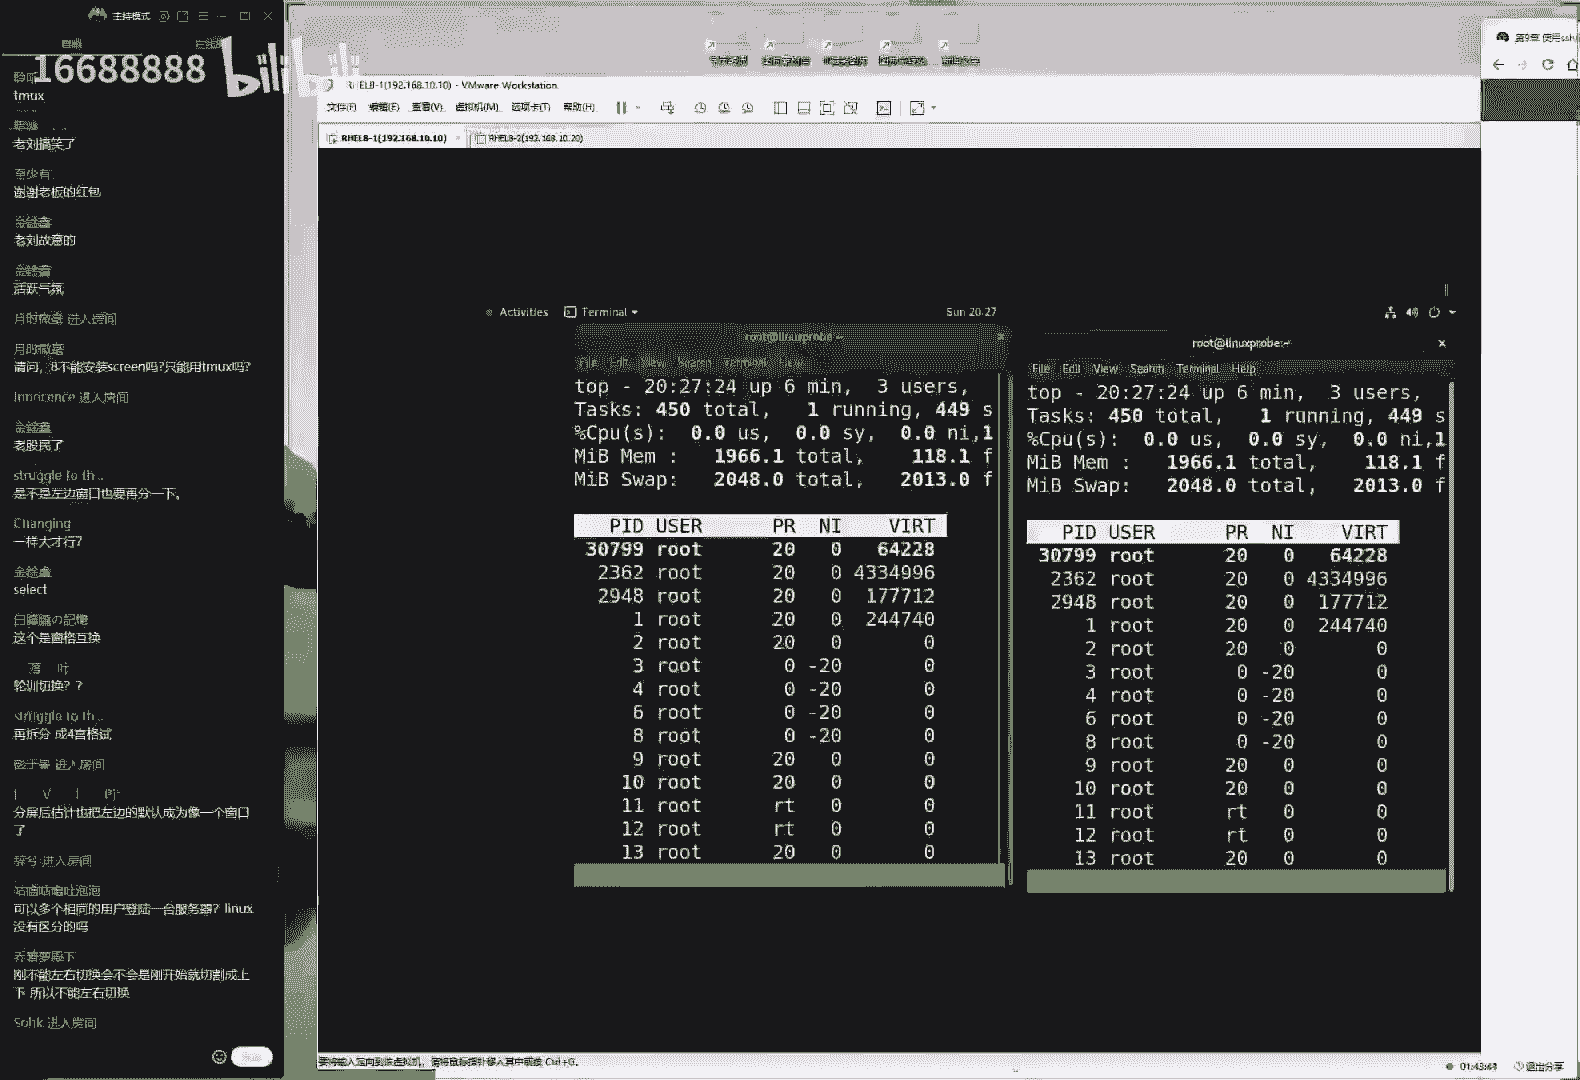 主持模式
16688888 bilibili
tmux
老刘搞笑了
至少有
谢谢老板的红包
老刘故意的
活跃气氛
进入房间
请问，8不能安装screen吗?只能用tmux吗?
Innocence 进入房间
老股民了
struggle to th...
是不是左边窗口也要再分一下。
Changing
一样大才行?
select
这个是窗格互换
轮训切换？？
struggle to th...
再拆分 成4宫格试
进入房间
分屏后估计也把左边的默认成为像一个窗口
了
进入房间
可以多个相同的用户登陆一台服务器？linux
没有区分的吗
刚不能左右切换会不会是刚开始就切割成上
下 所以不能左右切换
Sohk 进入房间
RHEL8-1(192.168.10.10) - VMware Workstation
文件(F) 编辑(E) 查看(V) 虚拟机(M) 选项卡(T) 帮助(H)
RHEL8-1(192.168.10.10) RHEL8-2(192.168.10.20)
Activities Terminal Sun 20:27
root@linuxprobe:~
File Edit View Search Terminal
top - 20:27:24 up 6 min, 3 users,
Tasks: 450 total, 1 running, 449 s
%Cpu(s): 0.0 us, 0.0 sy, 0.0 ni,1
MiB Mem : 1966.1 total, 118.1 f
MiB Swap: 2048.0 total, 2013.0 f
PID USER PR NI VIRT
30799 root 20 0 64228
2362 root 20 0 4334996
2948 root 20 0 177712
1 root 20 0 244740
2 root 20 0 0
3 root 0 -20 0
4 root 0 -20 0
6 root 0 -20 0
8 root 0 -20 0
9 root 20 0 0
10 root 20 0 0
11 root rt 0 0
12 root rt 0 0
13 root 20 0 0
root@linuxprobe:~
File Edit View Search Terminal Help
top - 20:27:24 up 6 min, 3 users,
Tasks: 450 total, 1 running, 449 s
%Cpu(s): 0.0 us, 0.0 sy, 0.0 ni,1
MiB Mem : 1966.1 total, 118.1 f
MiB Swap: 2048.0 total, 2013.0 f
PID USER PR NI VIRT
30799 root 20 0 64228
2362 root 20 0 4334996
2948 root 20 0 177712
1 root 20 0 244740
2 root 20 0 0
3 root 0 -20 0
4 root 0 -20 0
6 root 0 -20 0
8 root 0 -20 0
9 root 20 0 0
10 root 20 0 0
11 root rt 0 0
12 root rt 0 0
13 root 20 0 0
要将输入定向到该虚拟机，请将鼠标指针移入其中或按 Ctrl+G。
退出分享
第9章 使用ssh